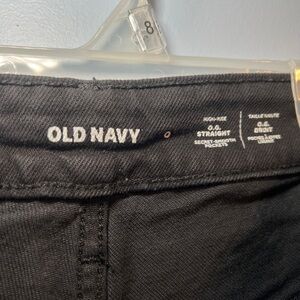 8
OLD NAVY
HIGH-RISE
O.G.
STRAIGHT
SECRET-SMOOTH
POCKETS
TAILLE HAUTE
O.G.
DROIT